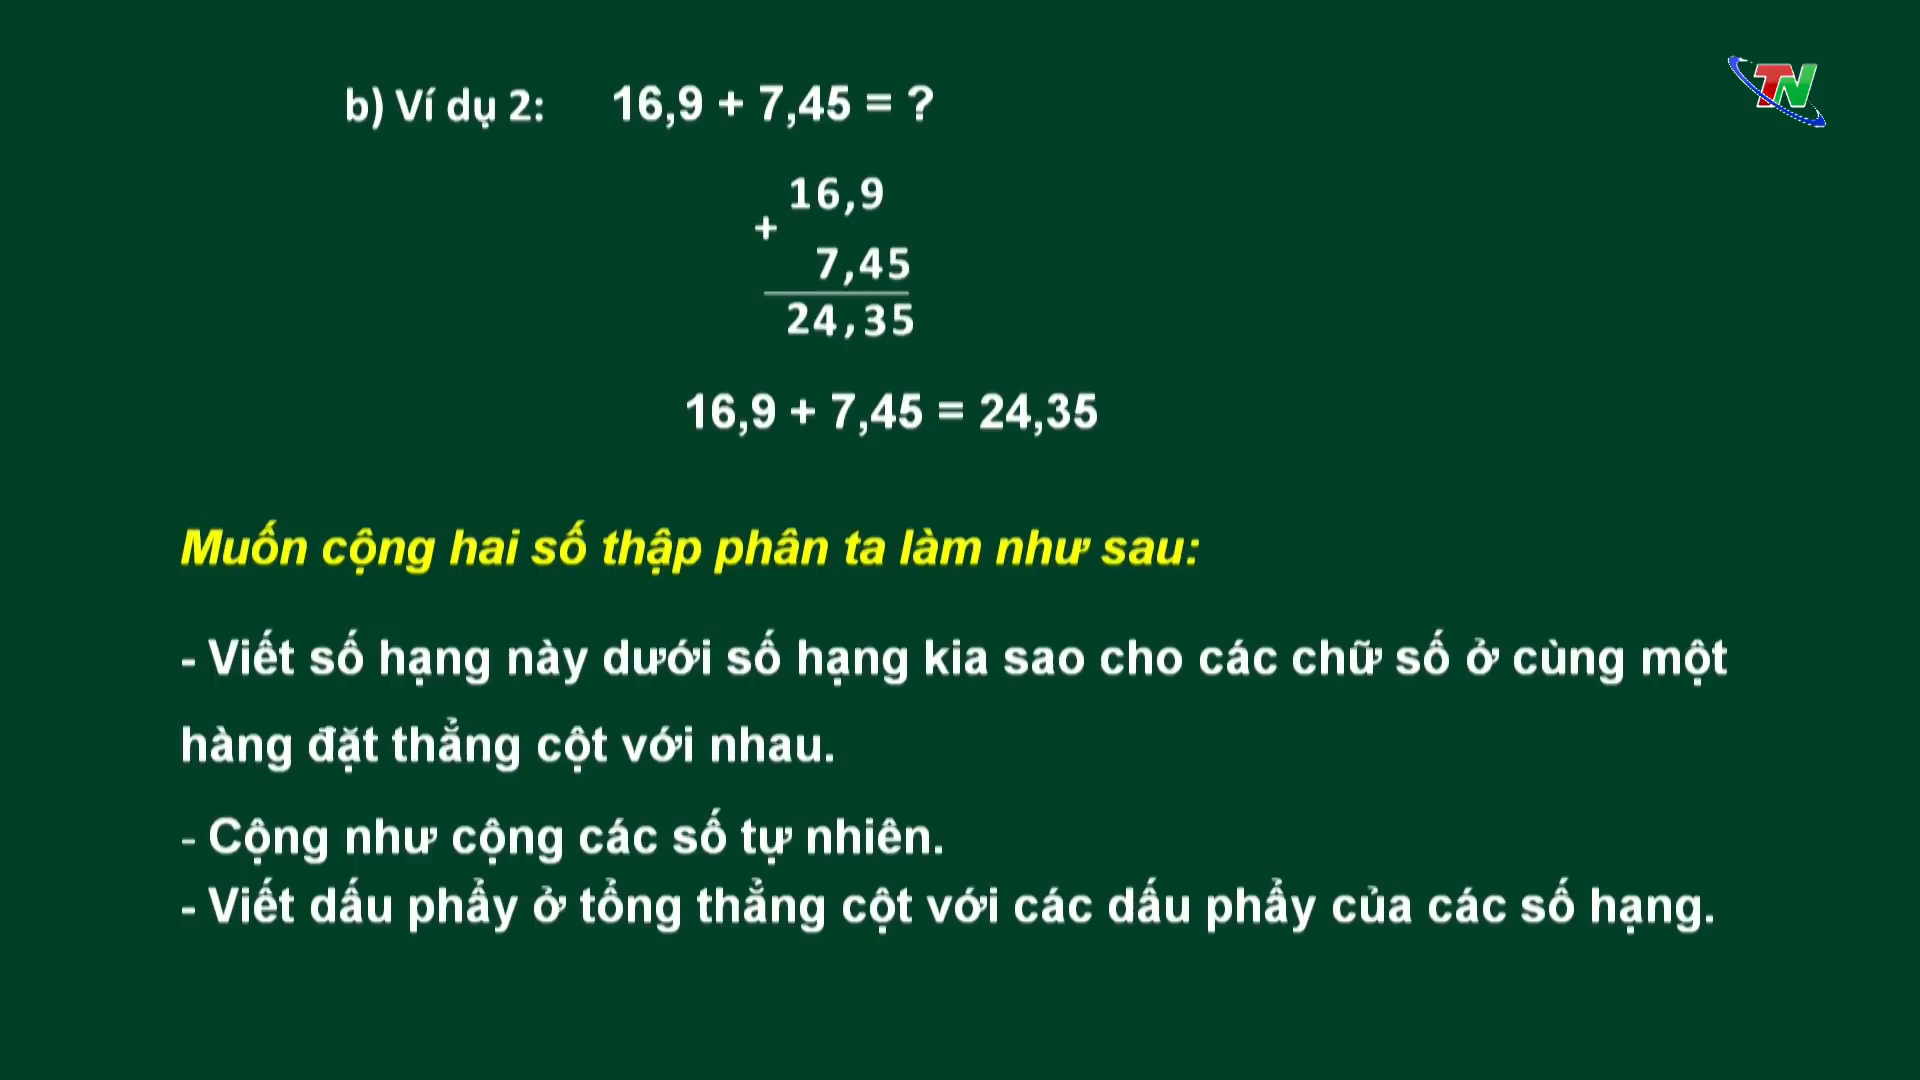 TN
b) Ví dụ 2: 16,9 + 7,45 = ?
16,9
+
7,45
24,35
16,9 + 7,45 = 24,35
Muốn cộng hai số thập phân ta làm như sau:
- Viết số hạng này dưới số hạng kia sao cho các chữ số ở cùng một
hàng đặt thẳng cột với nhau.
- Cộng như cộng các số tự nhiên.
- Viết dấu phẩy ở tổng thẳng cột với các dấu phẩy của các số hạng.